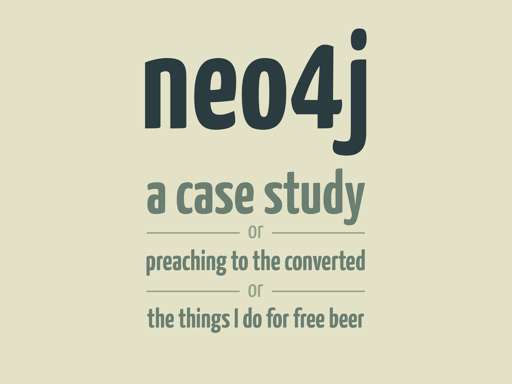 neo4j
a case study
or
preaching to the converted
or
the things I do for free beer